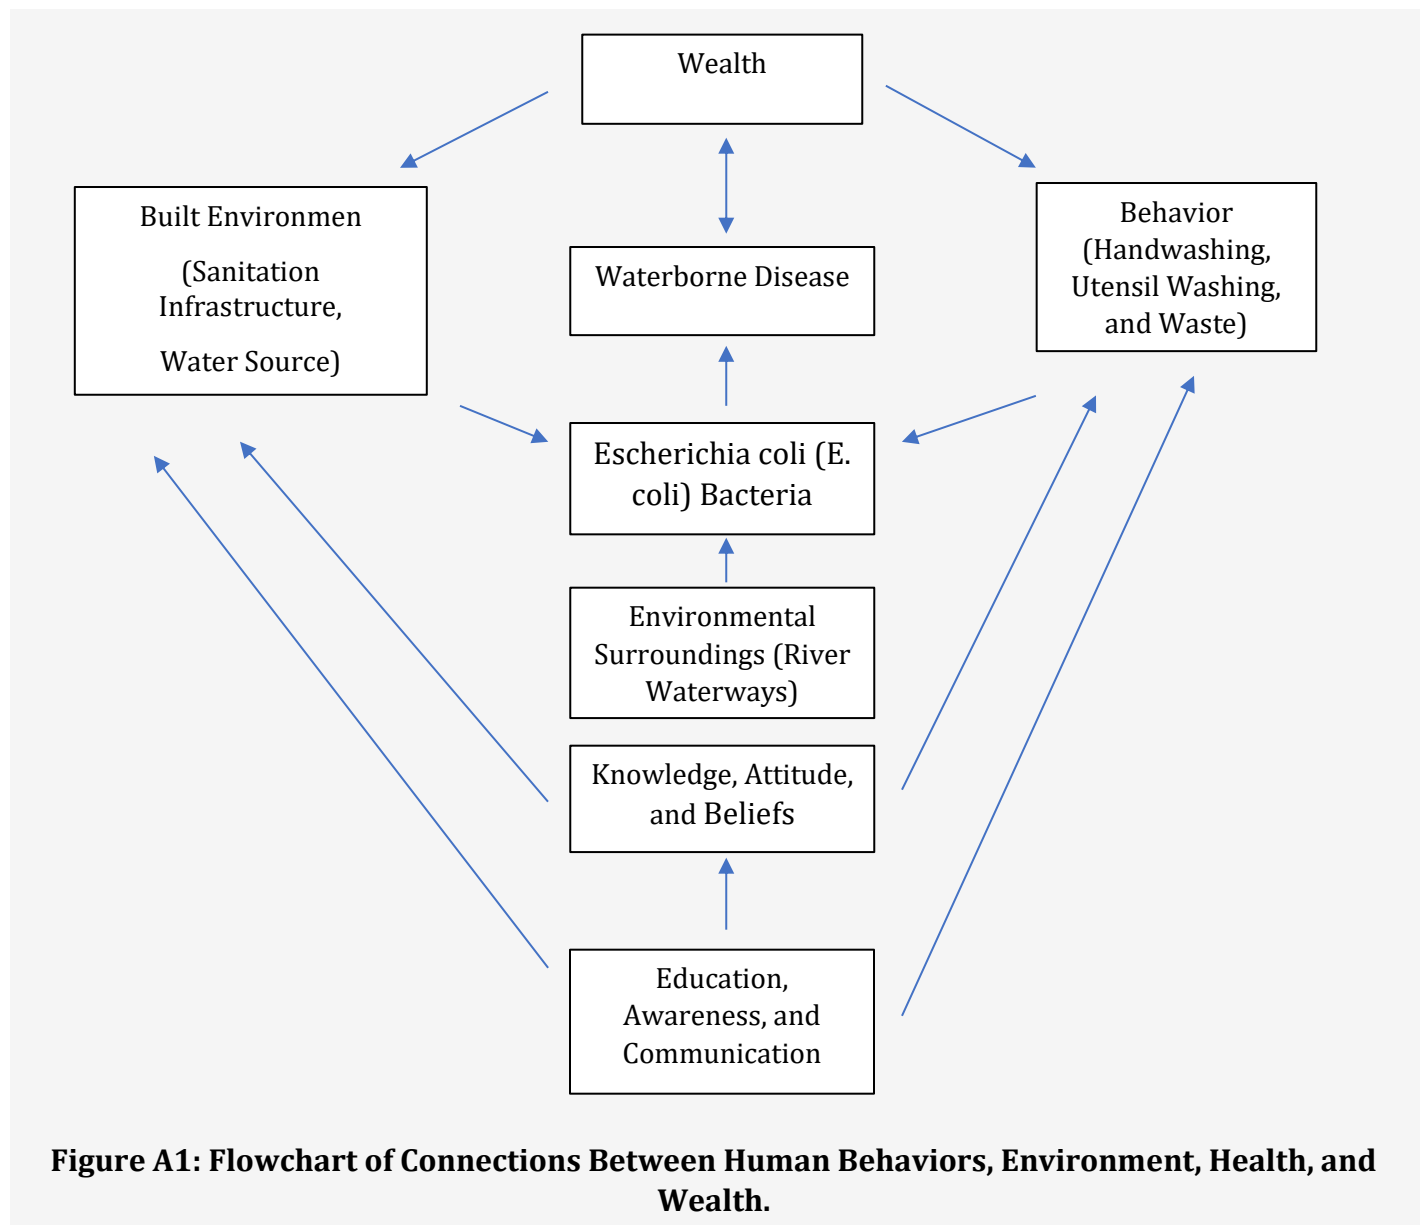 Wealth
Built Environmen
(Sanitation
Infrastructure,
Water Source)
Behavior
(Handwashing,
Utensil Washing,
and Waste)
Waterborne Disease
Escherichia coli (E.
coli) Bacteria
Environmental
Surroundings (River
Waterways)
Knowledge, Attitude,
and Beliefs
Education,
Awareness, and
Communication
Figure A1: Flowchart of Connections Between Human Behaviors, Environment, Health, and
Wealth.